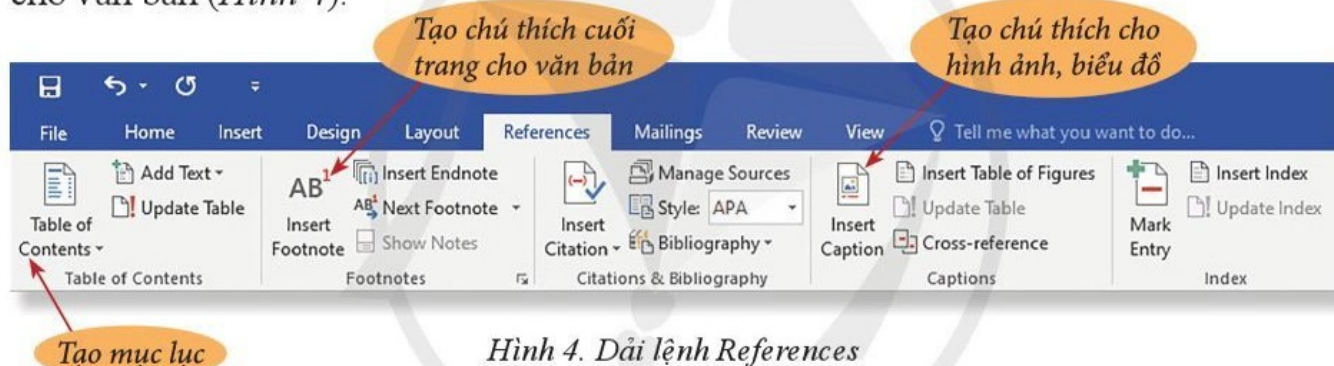 cho văn bản (Hình 4).
Tạo chú thích cuối
trang cho văn bản
Tạo chú thích cho
hình ảnh, biểu đồ
File Home Insert Design Layout References Mailings Review View Tell me what you want to do...
Table of
Contents
Add Text
Update Table
Table of Contents
AB1
Insert
Footnote
Insert Endnote
Next Footnote
Show Notes
Footnotes
Insert
Citation
Manage Sources
Style: APA
Bibliography
Citations & Bibliography
Insert
Caption
Insert Table of Figures
Update Table
Cross-reference
Captions
Mark
Entry
Insert Index
Update Index
Index
Tạo mục lục
Hình 4. Dải lệnh References